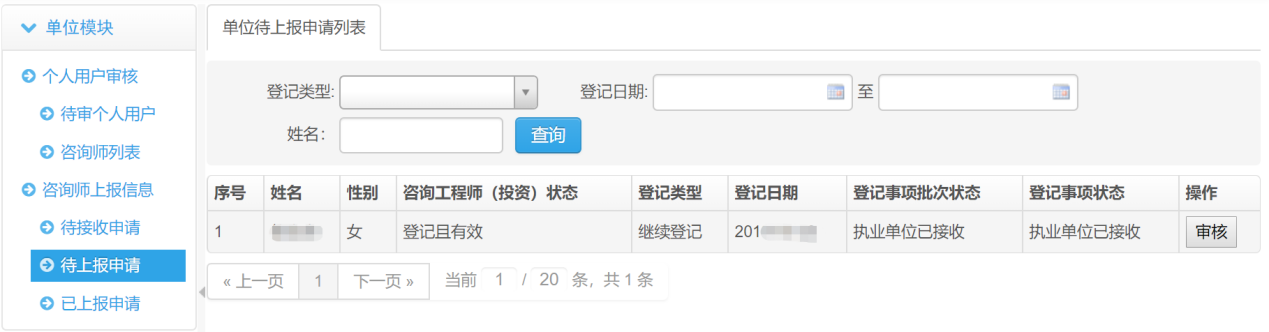 单位模块
个人用户审核
待审个人用户
咨询师列表
咨询师上报信息
待接收申请
待上报申请
已上报申请
单位待上报申请列表
登记类型: 登记日期: 至
姓名: 查询
序号 姓名 性别 咨询工程师（投资）状态 登记类型 登记日期 登记事项批次状态 登记事项状态 操作
1 女 登记且有效 继续登记 201 执业单位已接收 执业单位已接收 审核
« 上一页 1 下一页 » 当前 1 / 20 条，共 1 条